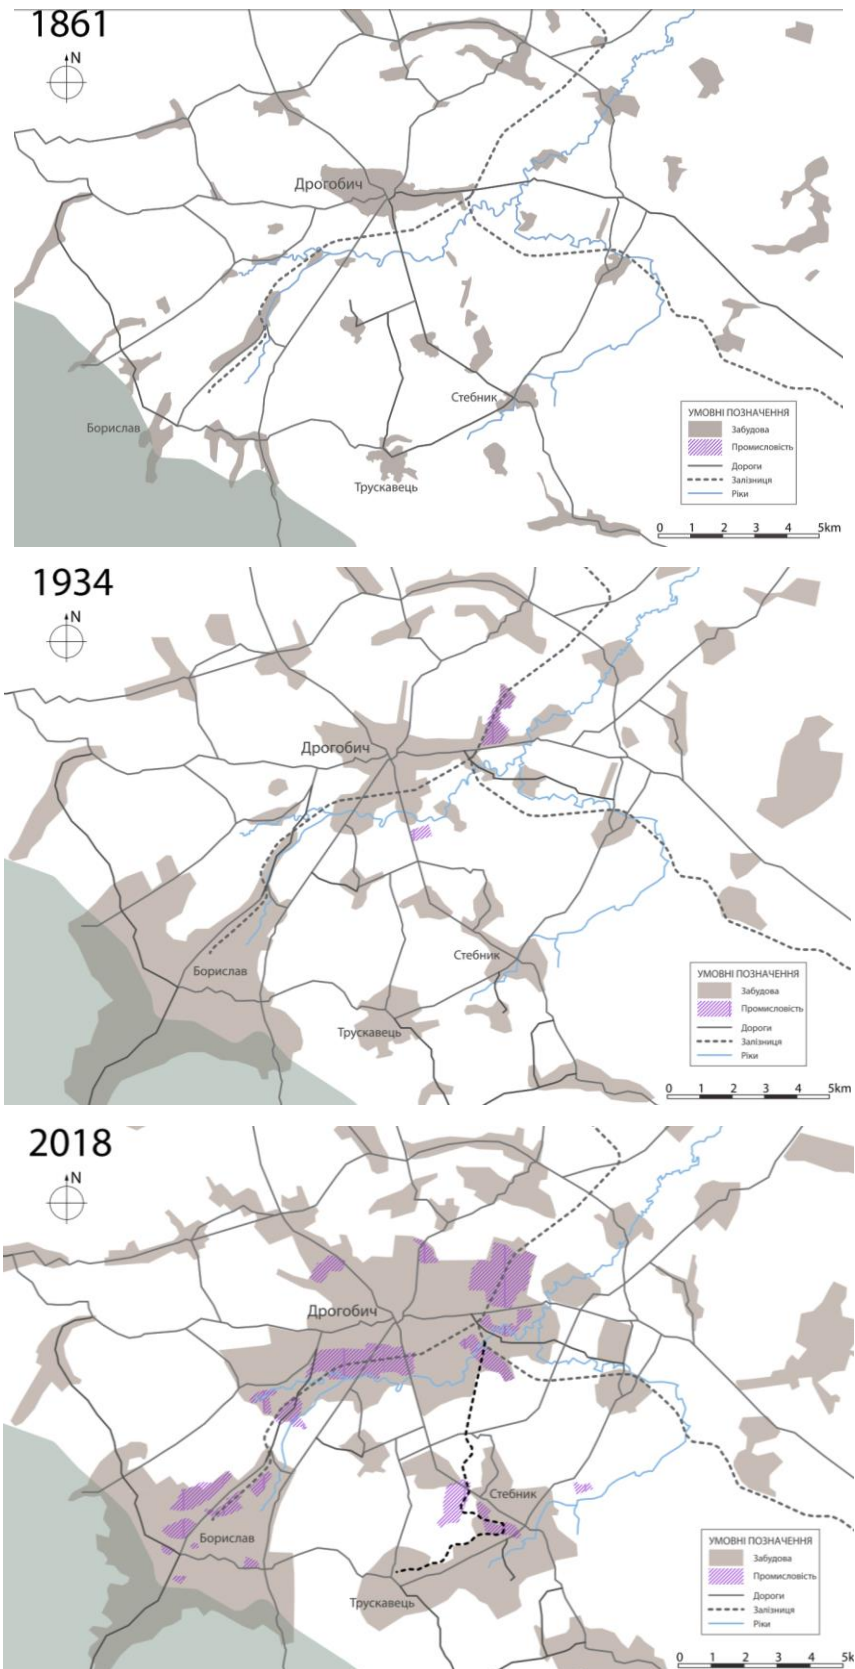 1861
N
Дрогобич
Стебник
Борислав
Трускавець
УМОВНІ ПОЗНАЧЕННЯ
Забудова
Промисловість
Дороги
Залізниця
Ріки
0 1 2 3 4 5km
1934
N
Дрогобич
Стебник
Борислав
Трускавець
УМОВНІ ПОЗНАЧЕННЯ
Забудова
Промисловість
Дороги
Залізниця
Ріки
0 1 2 3 4 5km
2018
N
Дрогобич
Стебник
Борислав
Трускавець
УМОВНІ ПОЗНАЧЕННЯ
Забудова
Промисловість
Дороги
Залізниця
Ріки
0 1 2 3 4 5k